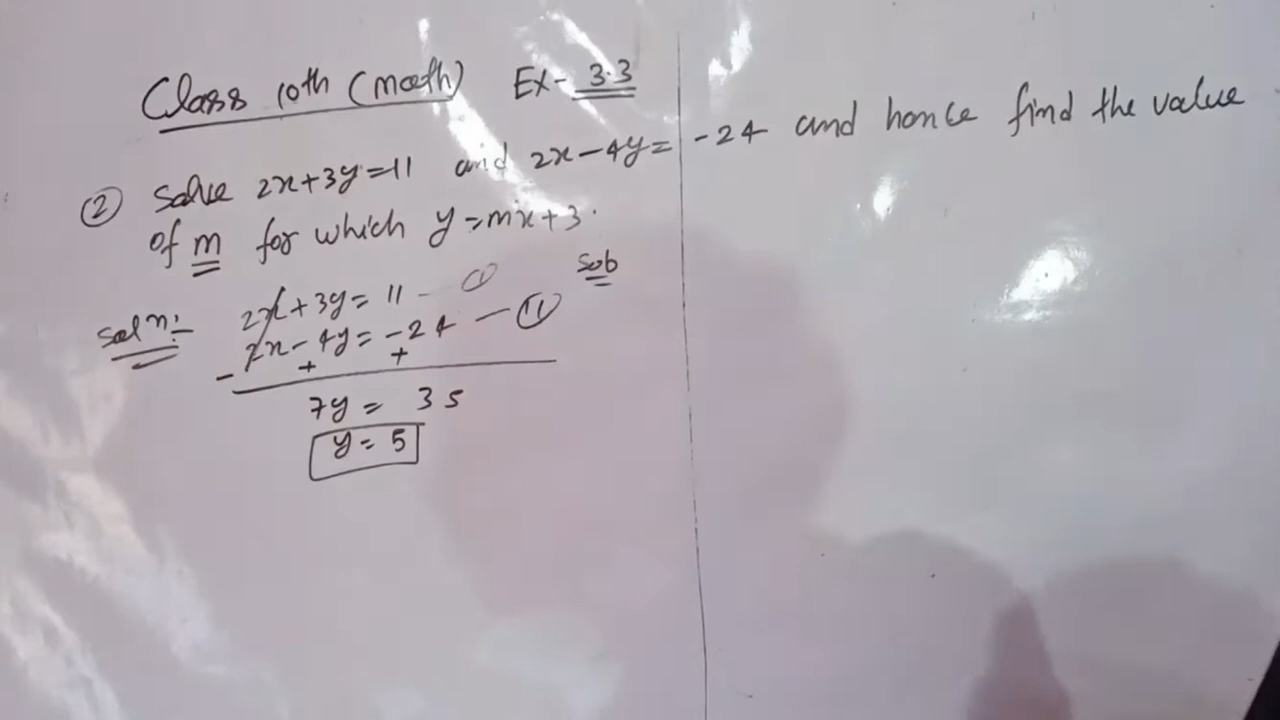 Class 10th (math) Ex- 3.3
② Solve 2x+3y=11 and 2x-4y= -24 and hence find the value
of m for which y=mx+3.
Sub
Soln:- 2x+3y= 11 - ①
2x- 4y= -24 - ⑪
- + +
7y = 35
y= 5